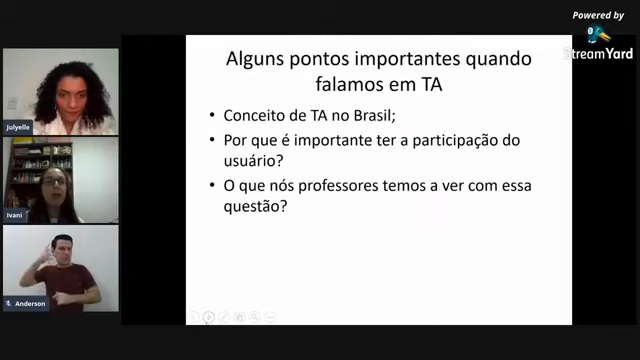 Powered by
StreamYard
Alguns pontos importantes quando
falamos em TA
• Conceito de TA no Brasil;
• Por que é importante ter a participação do
usuário?
• O que nós professores temos a ver com essa
questão?
Julyelle
Ivani
Anderson